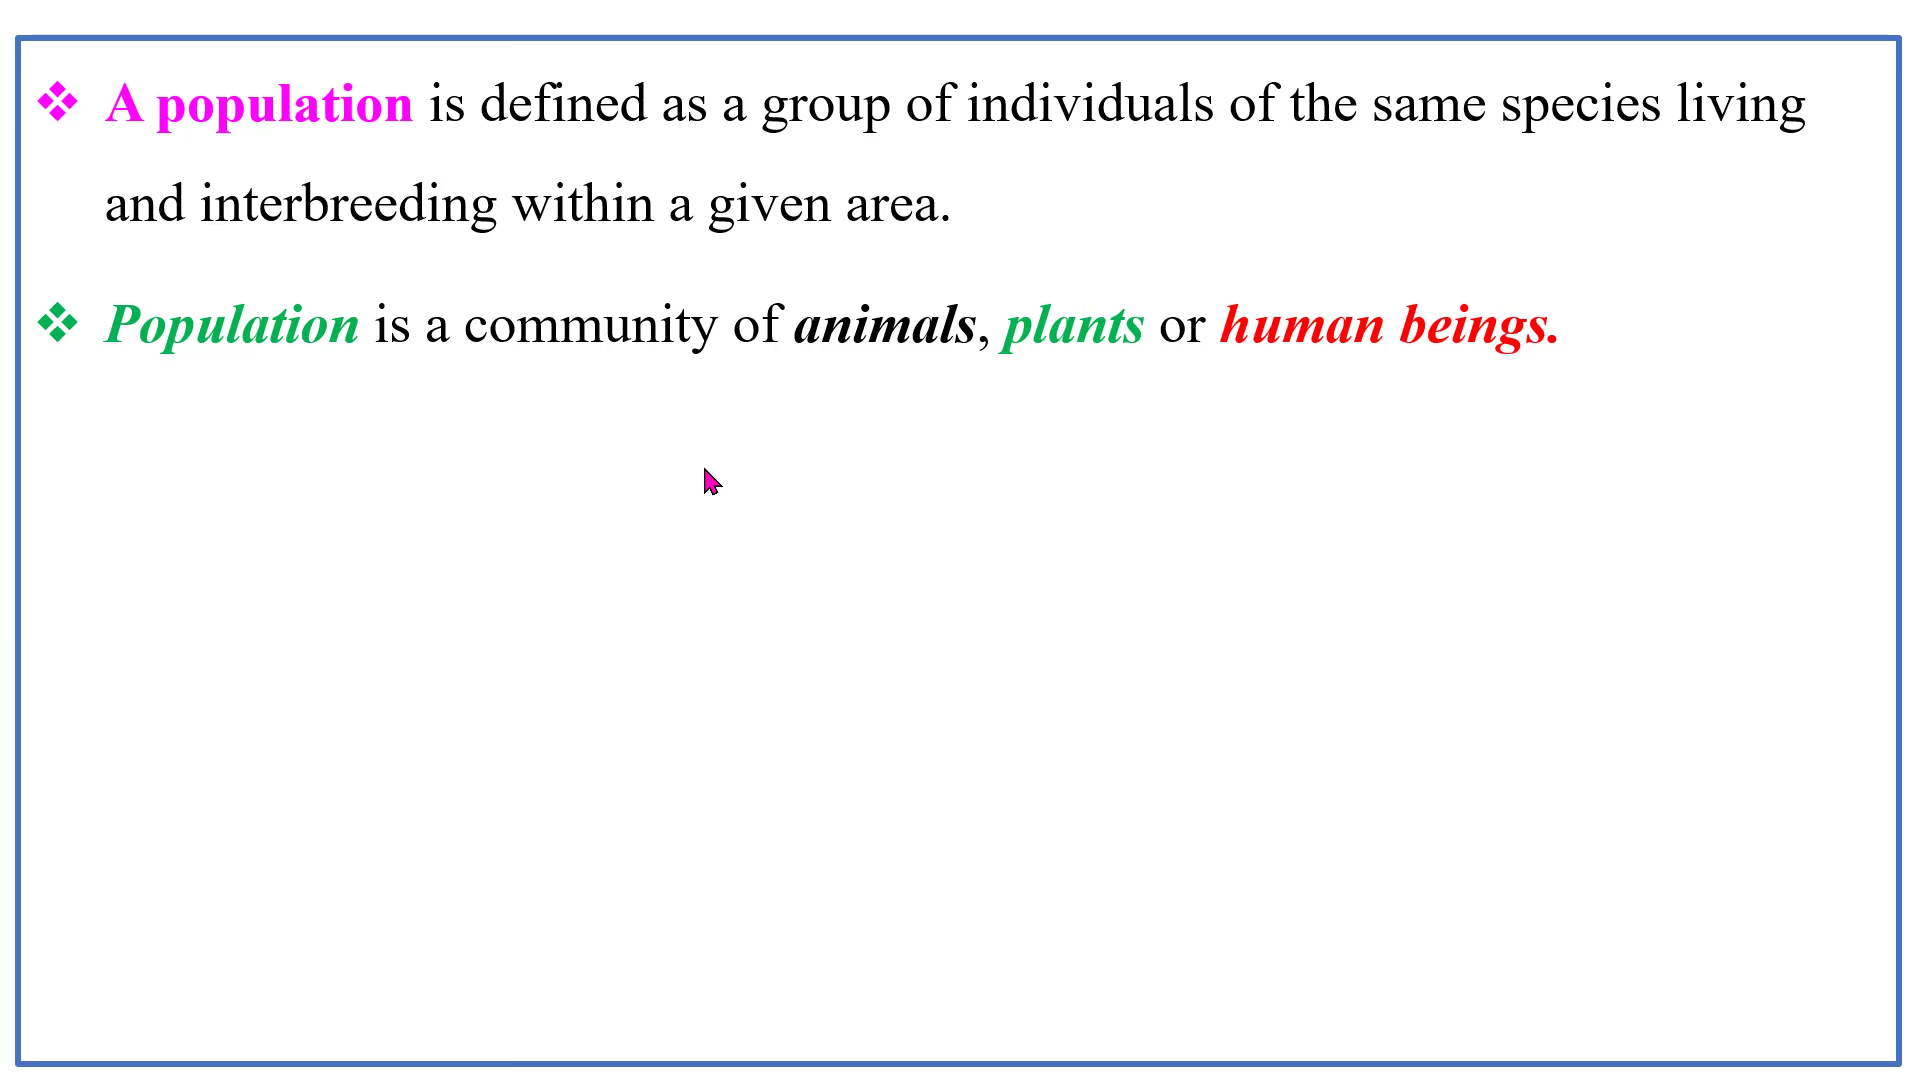 ❖ A population is defined as a group of individuals of the same species living
and interbreeding within a given area.
❖ Population is a community of animals, plants or human beings.